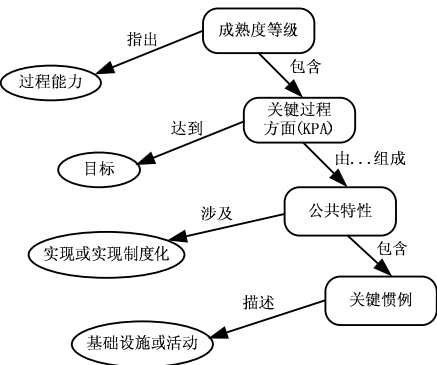 成熟度等级
指出
包含
过程能力
关键过程
方面(KPA)
达到
由...组成
目标
公共特性
涉及
包含
实现或实现制度化
关键惯例
描述
基础设施或活动